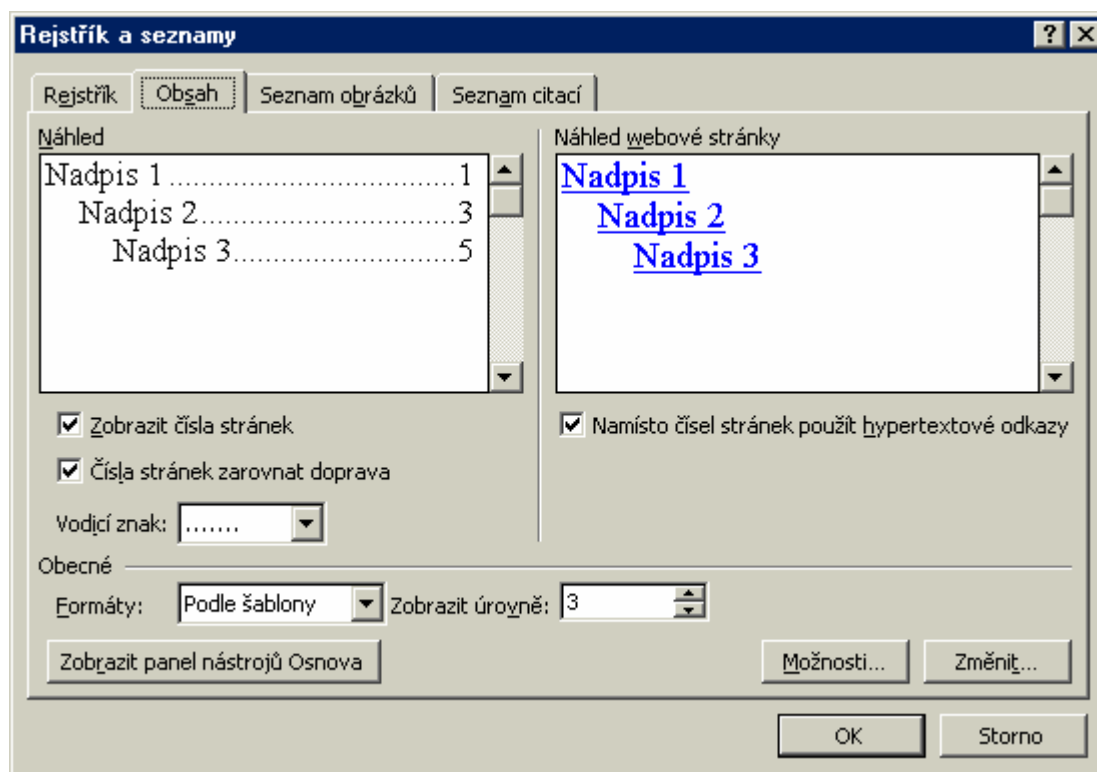 Rejstřík a seznamy
Rejstřík Obsah Seznam obrázků Seznam citací
Náhled
Nadpis 1.................................1
Nadpis 2.............................3
Nadpis 3..........................5
Náhled webové stránky
Nadpis 1
Nadpis 2
Nadpis 3
Zobrazit čísla stránek
Čísla stránek zarovnat doprava
Vodicí znak: .......
Namísto čísel stránek použít hypertextové odkazy
Obecné
Formáty: Podle šablony Zobrazit úrovně: 3
Zobrazit panel nástrojů Osnova Možnosti... Změnit...
OK Storno